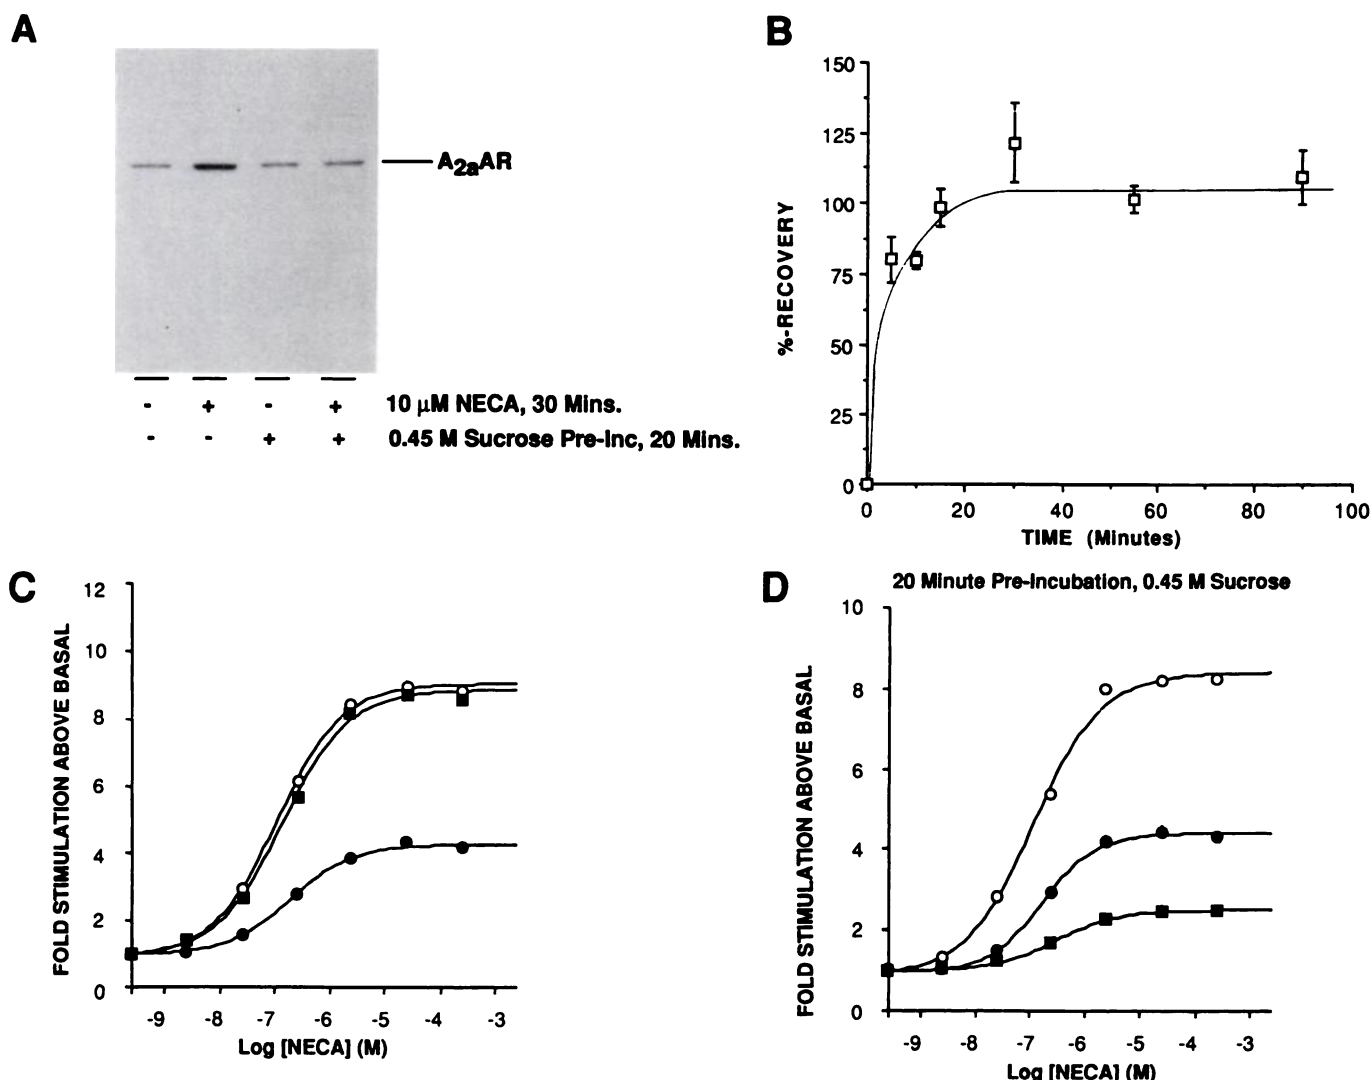 A
A2aAR
- + - + 10 µM NECA, 30 Mins.
- - + + 0.45 M Sucrose Pre-Inc, 20 Mins.
B
150
125
100
75
50
25
0
%-RECOVERY
0 20 40 60 80 100
TIME (Minutes)
C
12
10
8
6
4
2
0
FOLD STIMULATION ABOVE BASAL
-9 -8 -7 -6 -5 -4 -3
Log [NECA] (M)
D
20 Minute Pre-Incubation, 0.45 M Sucrose
10
8
6
4
2
0
FOLD STIMULATION ABOVE BASAL
-9 -8 -7 -6 -5 -4 -3
Log [NECA] (M)